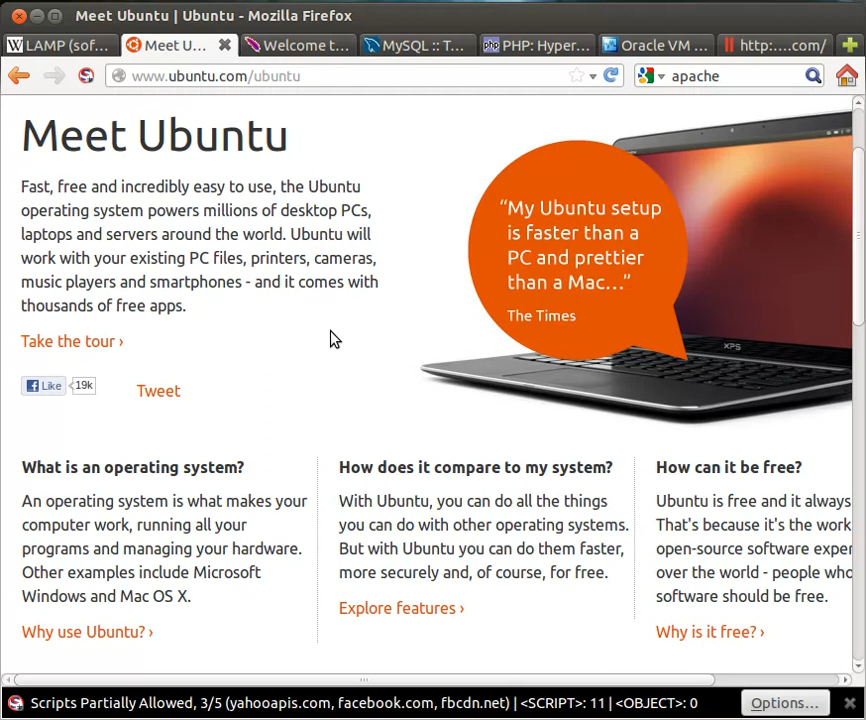 Meet Ubuntu | Ubuntu - Mozilla Firefox
LAMP (sof...
Meet U...
Welcome t...
MySQL :: T...
PHP: Hyper...
Oracle VM ...
http:....com/
www.ubuntu.com/ubuntu
apache
Meet Ubuntu
Fast, free and incredibly easy to use, the Ubuntu
operating system powers millions of desktop PCs,
laptops and servers around the world. Ubuntu will
work with your existing PC files, printers, cameras,
music players and smartphones - and it comes with
thousands of free apps.
Take the tour ›
Like
19k
Tweet
“My Ubuntu setup
is faster than a
PC and prettier
than a Mac...”
The Times
XPS
What is an operating system?
An operating system is what makes your
computer work, running all your
programs and managing your hardware.
Other examples include Microsoft
Windows and Mac OS X.
Why use Ubuntu? ›
How does it compare to my system?
With Ubuntu, you can do all the things
you can do with other operating systems.
But with Ubuntu you can do them faster,
more securely and, of course, for free.
Explore features ›
How can it be free?
Ubuntu is free and it always
That's because it's the work
open-source software exper
over the world - people who
software should be free.
Why is it free? ›
Scripts Partially Allowed, 3/5 (yahooapis.com, facebook.com, fbcdn.net) | <SCRIPT>: 11 | <OBJECT>: 0
Options...